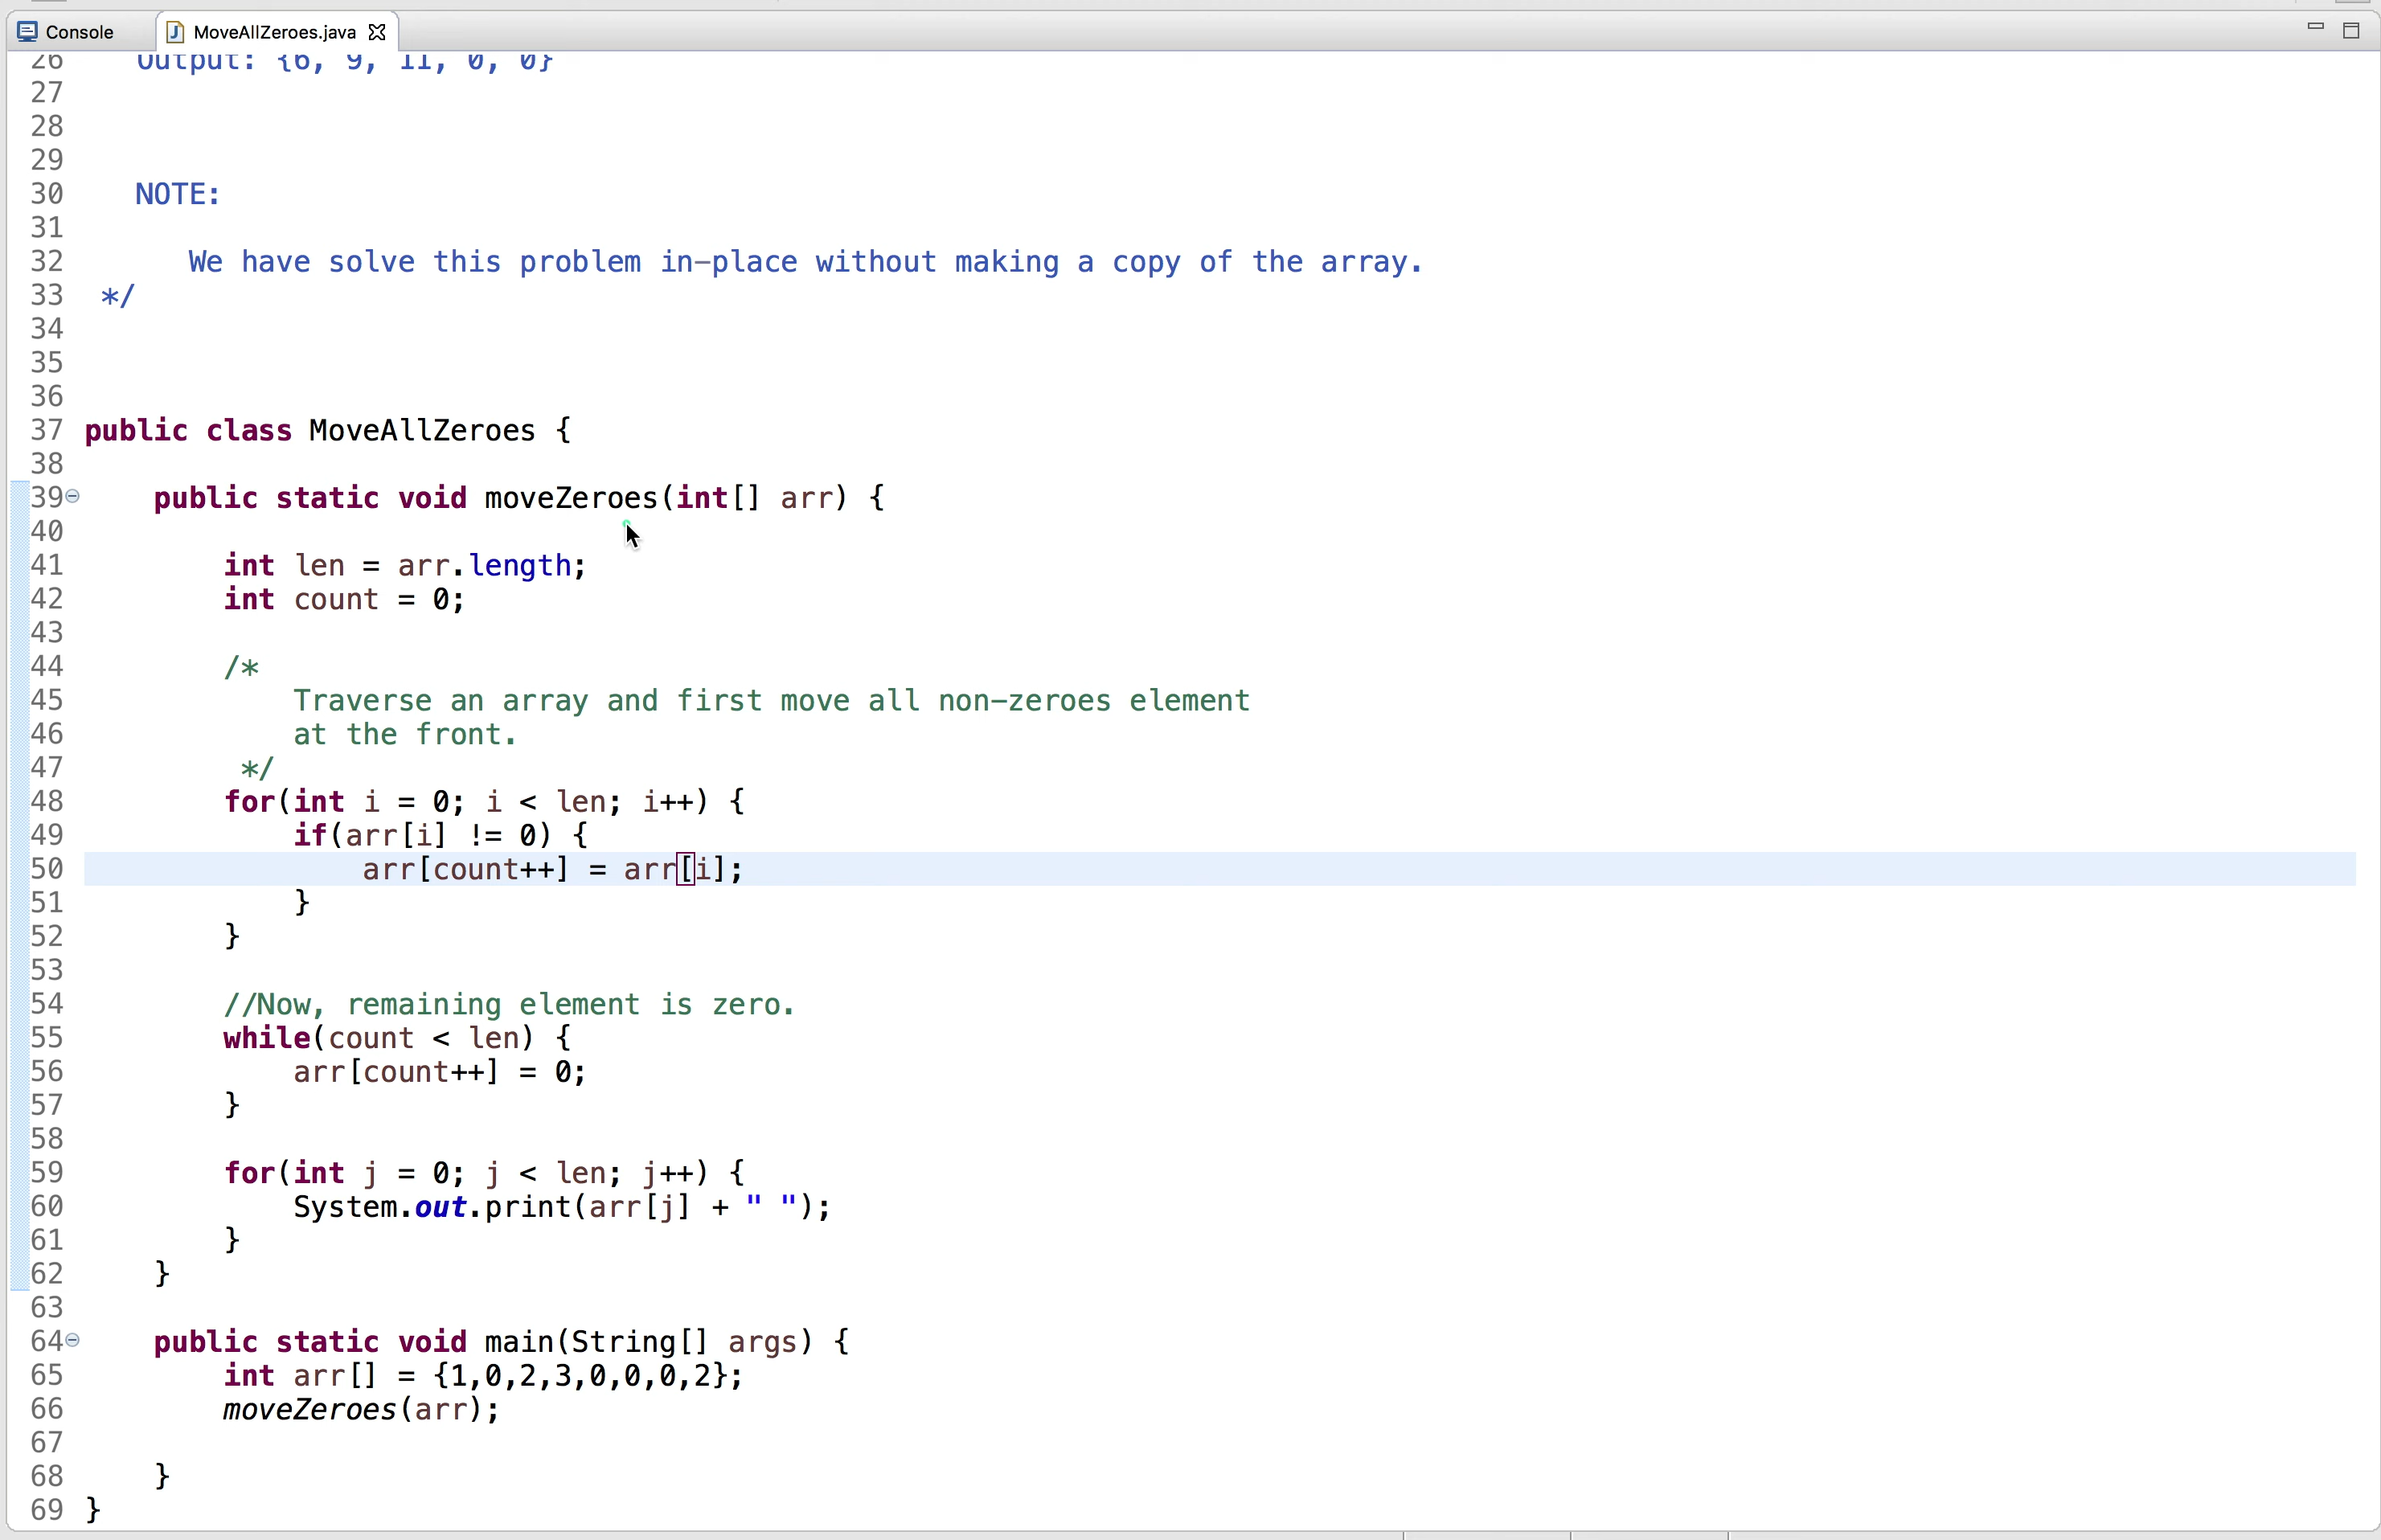 Console MoveAllZeroes.java
26 Output: {6, 9, 11, 0, 0}
27
28
29
30 NOTE:
31
32 We have solve this problem in-place without making a copy of the array.
33 */
34
35
36
37 public class MoveAllZeroes {
38
39 public static void moveZeroes(int[] arr) {
40
41 int len = arr.length;
42 int count = 0;
43
44 /*
45 Traverse an array and first move all non-zeroes element
46 at the front.
47 */
48 for(int i = 0; i < len; i++) {
49 if(arr[i] != 0) {
50 arr[count++] = arr[i];
51 }
52 }
53
54 //Now, remaining element is zero.
55 while(count < len) {
56 arr[count++] = 0;
57 }
58
59 for(int j = 0; j < len; j++) {
60 System.out.print(arr[j] + " ");
61 }
62 }
63
64 public static void main(String[] args) {
65 int arr[] = {1,0,2,3,0,0,0,2};
66 moveZeroes(arr);
67
68 }
69 }